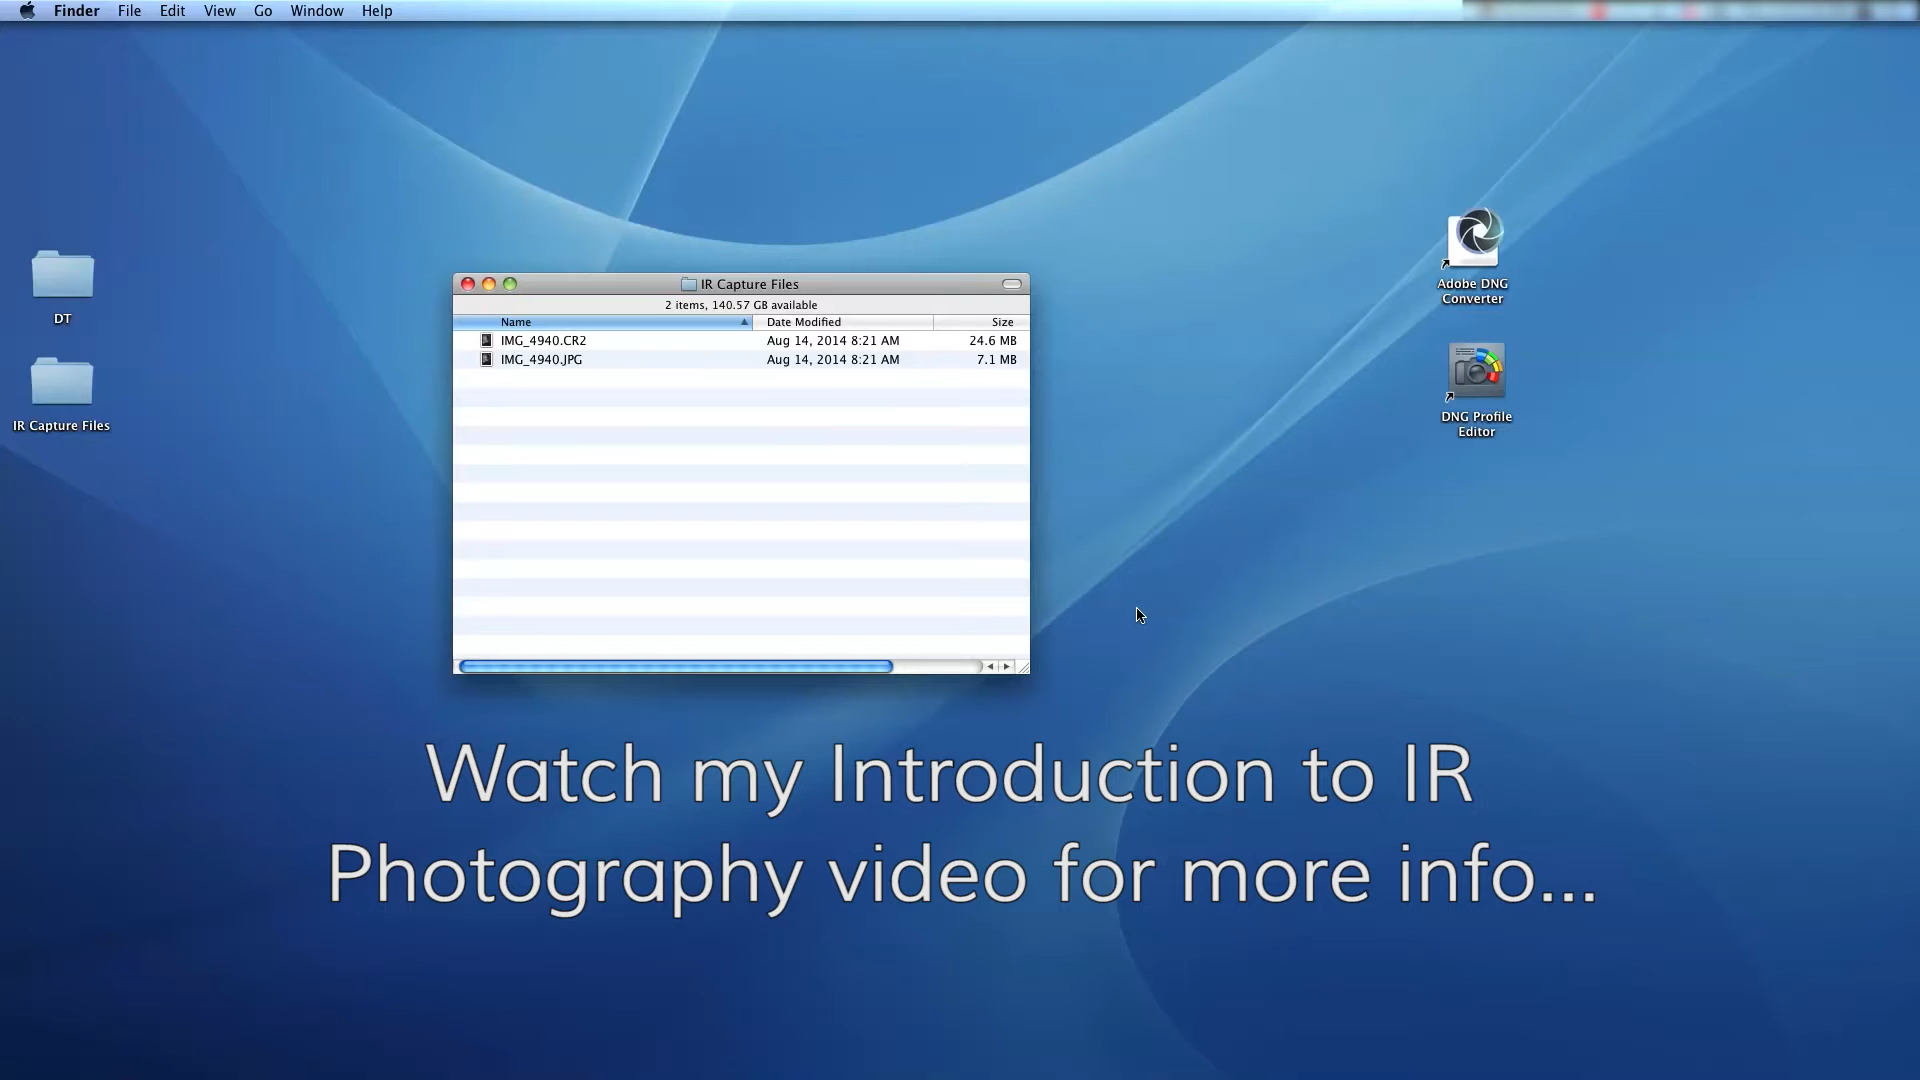 Finder File Edit View Go Window Help
IR Capture Files
2 items, 140.57 GB available
Name Date Modified Size
IMG_4940.CR2 Aug 14, 2014 8:21 AM 24.6 MB
IMG_4940.JPG Aug 14, 2014 8:21 AM 7.1 MB
DT
IR Capture Files
Adobe DNG
Converter
DNG Profile
Editor
Watch my Introduction to IR
Photography video for more info...